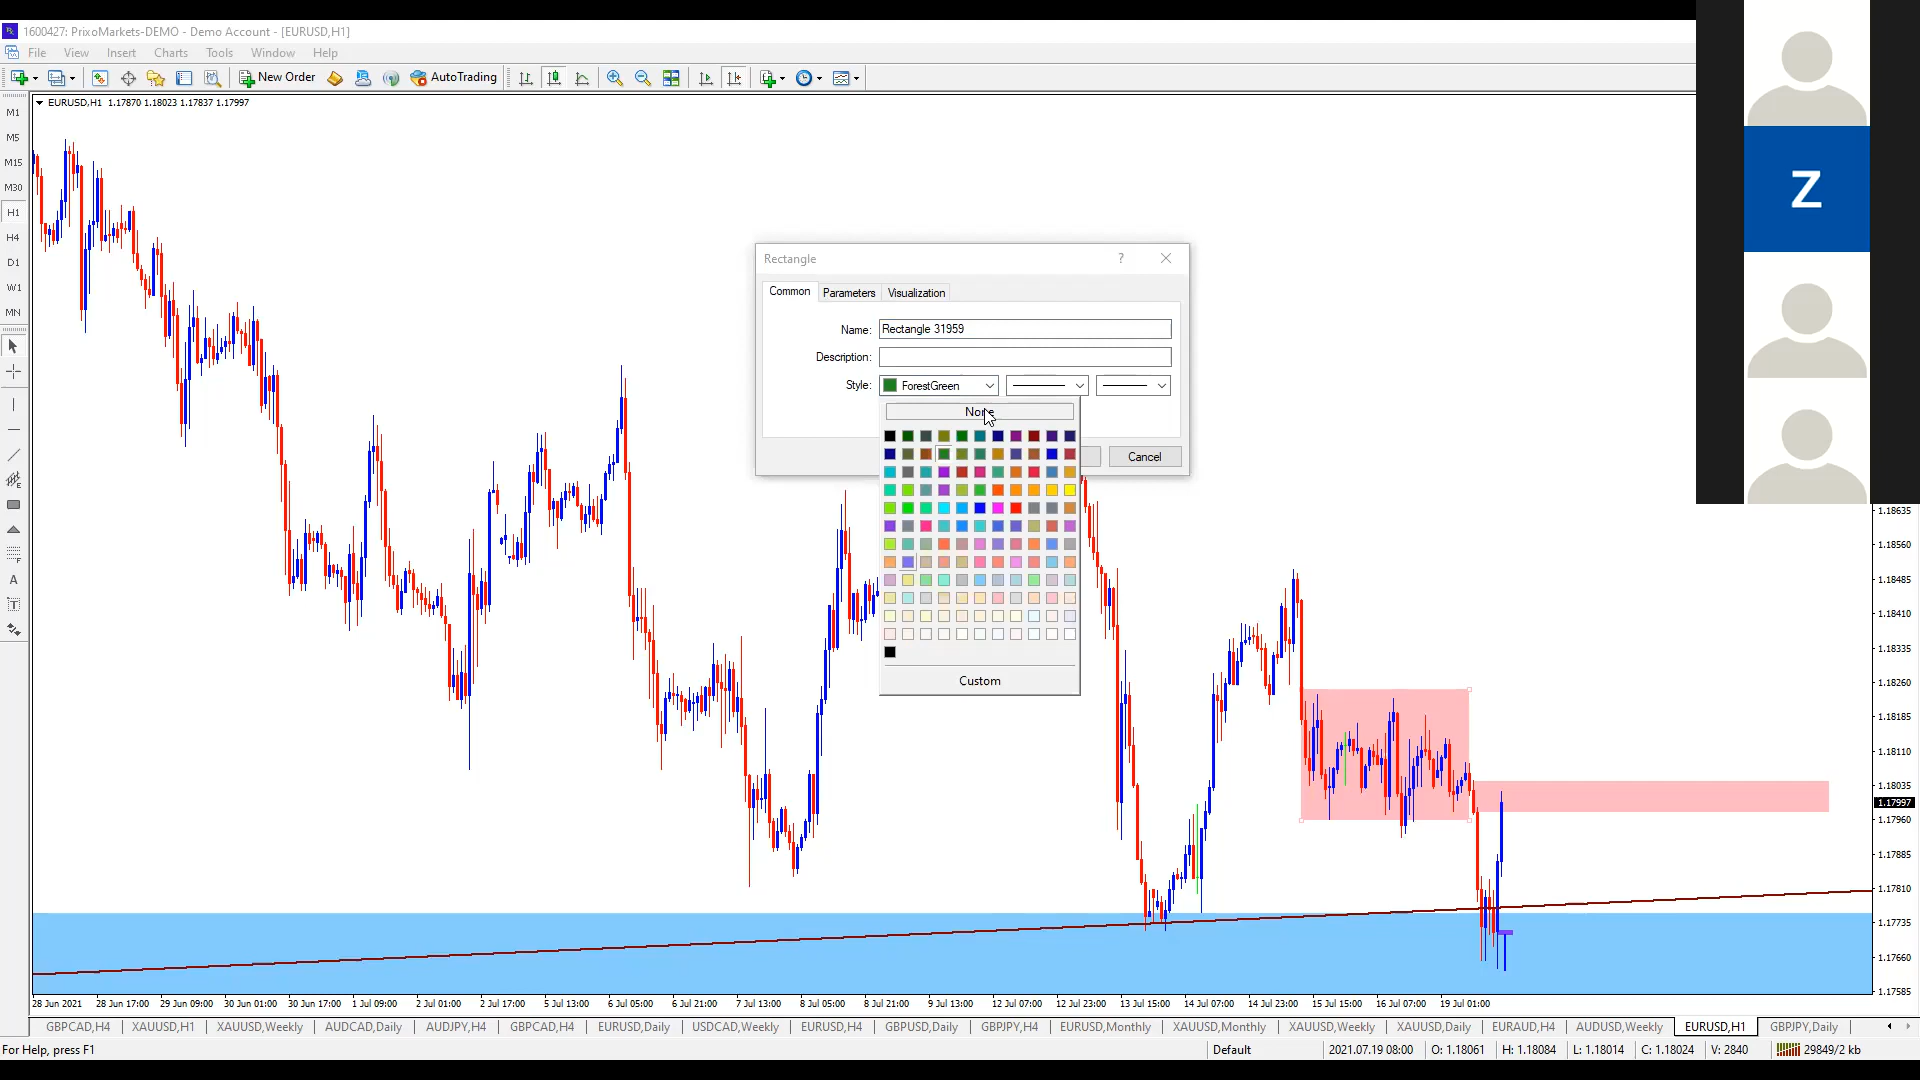 1600427: PrixoMarkets-DEMO - Demo Account - [EURUSD,H1]
File View Insert Charts Tools Window Help
New Order AutoTrading
EURUSD,H1 1.17870 1.18023 1.17837 1.17997
M1
M5
M15
M30
H1
H4
D1
W1
MN
A
T
Z
Rectangle ?
Common Parameters Visualization
Name: Rectangle 31959
Description:
Style: ForestGreen
None
Cancel
Custom
1.18635
1.18560
1.18485
1.18410
1.18335
1.18260
1.18185
1.18110
1.18035
1.17997
1.17960
1.17885
1.17810
1.17735
1.17660
1.17585
28 Jun 2021 28 Jun 17:00 29 Jun 09:00 30 Jun 01:00 30 Jun 17:00 1 Jul 09:00 2 Jul 01:00 2 Jul 17:00 5 Jul 13:00 6 Jul 05:00 6 Jul 21:00 7 Jul 13:00 8 Jul 05:00 8 Jul 21:00 9 Jul 13:00 12 Jul 07:00 12 Jul 23:00 13 Jul 15:00 14 Jul 07:00 14 Jul 23:00 15 Jul 15:00 16 Jul 07:00 19 Jul 01:00
GBPCAD,H4 XAUUSD,H1 XAUUSD,Weekly AUDCAD,Daily AUDJPY,H4 GBPCAD,H4 EURUSD,Daily USDCAD,Weekly EURUSD,H4 GBPUSD,Daily GBPJPY,H4 EURUSD,Monthly XAUUSD,Monthly XAUUSD,Weekly XAUUSD,Daily EURAUD,H4 AUDUSD,Weekly EURUSD,H1 GBPJPY,Daily
For Help, press F1 Default 2021.07.19 08:00 O: 1.18061 H: 1.18084 L: 1.18014 C: 1.18024 V: 2840 29849/2 kb